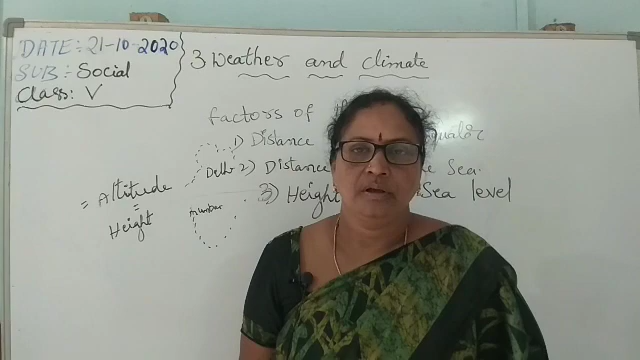 DATE:- 21-10-2020
SUB:- Social
Class: V
3 Weather and Climate
factors of
1) Distance
2) Distance Sea.
3) Height Sea level
= Altitude
=
Height
Delhi
mumbai